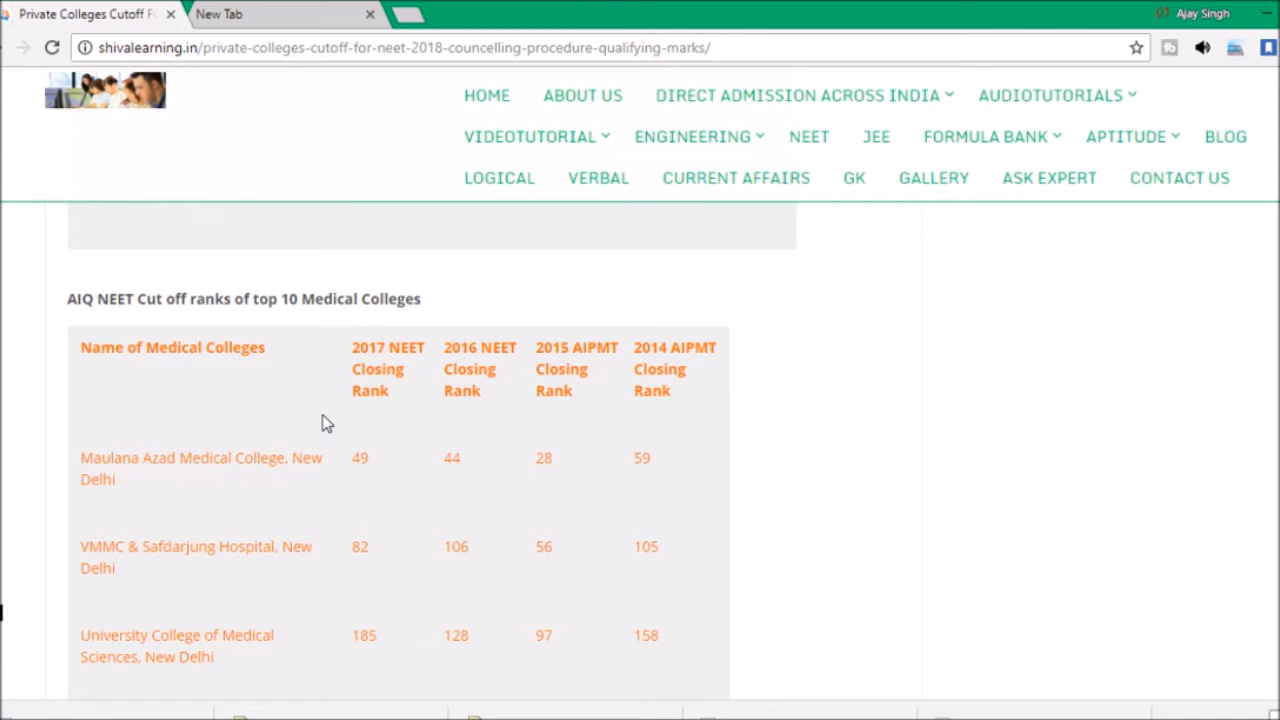 Private Colleges Cutoff Fo
New Tab
Ajay Singh
shivalearning.in/private-colleges-cutoff-for-neet-2018-councelling-procedure-qualifying-marks/
HOME ABOUT US DIRECT ADMISSION ACROSS INDIA AUDIOTUTORIALS
VIDEOTUTORIAL ENGINEERING NEET JEE FORMULA BANK APTITUDE BLOG
LOGICAL VERBAL CURRENT AFFAIRS GK GALLERY ASK EXPERT CONTACT US
AIQ NEET Cut off ranks of top 10 Medical Colleges
Name of Medical Colleges 2017 NEET 2016 NEET 2015 AIPMT 2014 AIPMT
Closing Closing Closing Closing
Rank Rank Rank Rank
Maulana Azad Medical College, New 49 44 28 59
Delhi
VMMC & Safdarjung Hospital, New 82 106 56 105
Delhi
University College of Medical 185 128 97 158
Sciences, New Delhi